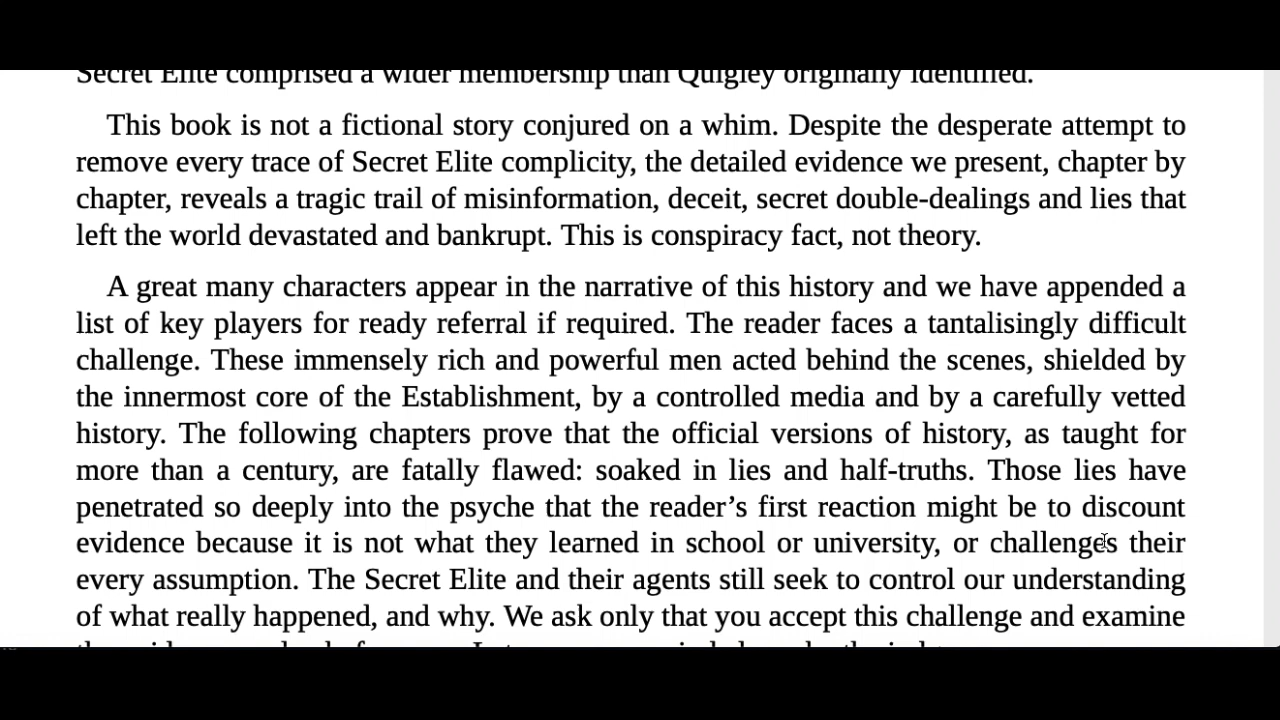 Secret Elite comprised a wider membership than Quigley originally identified.
This book is not a fictional story conjured on a whim. Despite the desperate attempt to
remove every trace of Secret Elite complicity, the detailed evidence we present, chapter by
chapter, reveals a tragic trail of misinformation, deceit, secret double-dealings and lies that
left the world devastated and bankrupt. This is conspiracy fact, not theory.
A great many characters appear in the narrative of this history and we have appended a
list of key players for ready referral if required. The reader faces a tantalisingly difficult
challenge. These immensely rich and powerful men acted behind the scenes, shielded by
the innermost core of the Establishment, by a controlled media and by a carefully vetted
history. The following chapters prove that the official versions of history, as taught for
more than a century, are fatally flawed: soaked in lies and half-truths. Those lies have
penetrated so deeply into the psyche that the reader’s first reaction might be to discount
evidence because it is not what they learned in school or university, or challenges their
every assumption. The Secret Elite and their agents still seek to control our understanding
of what really happened, and why. We ask only that you accept this challenge and examine